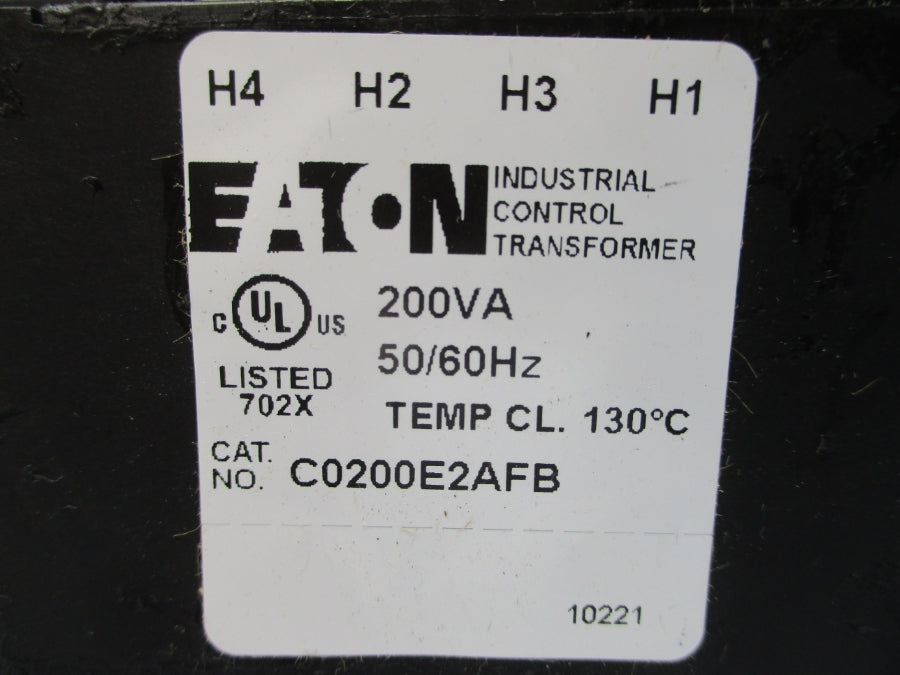 H4 H2 H3 H1
EATON
INDUSTRIAL
CONTROL
TRANSFORMER
C UL US
LISTED
702X
200VA
50/60Hz
TEMP CL. 130°C
CAT.
NO. C0200E2AFB
10221